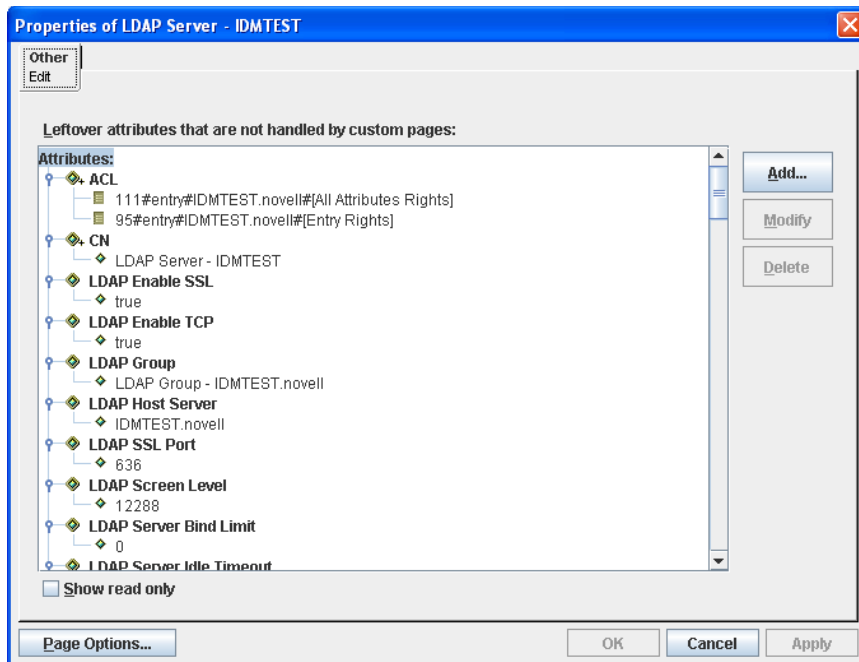 Properties of LDAP Server - IDMTEST
Other
Edit
Leftover attributes that are not handled by custom pages:
Attributes:
ACL
111#entry#IDMTEST.novell#[All Attributes Rights]
95#entry#IDMTEST.novell#[Entry Rights]
CN
LDAP Server - IDMTEST
LDAP Enable SSL
true
LDAP Enable TCP
true
LDAP Group
LDAP Group - IDMTEST.novell
LDAP Host Server
IDMTEST.novell
LDAP SSL Port
636
LDAP Screen Level
12288
LDAP Server Bind Limit
0
LDAP Server Idle Timeout
Add...
Modify
Delete
Show read only
Page Options...
OK
Cancel
Apply